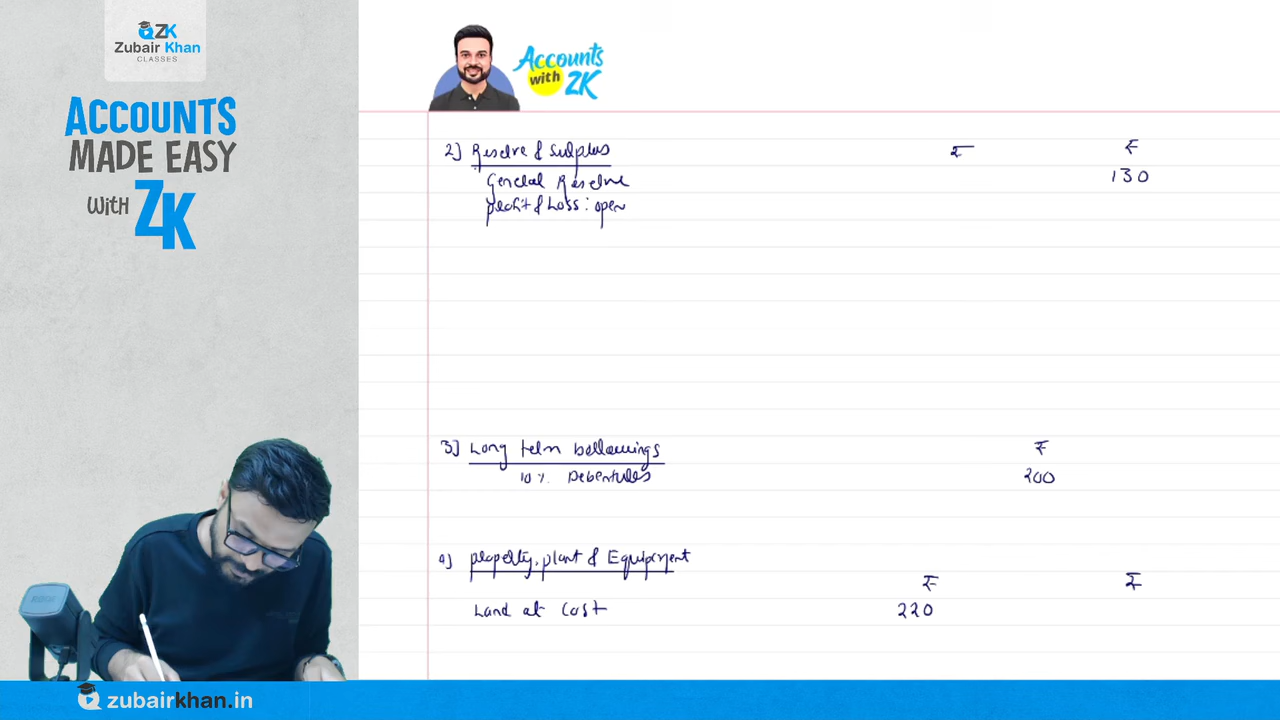 ZK
Zubair Khan
CLASSES
ACCOUNTS
MADE EASY
WITH ZK
Accounts
with
ZK
2] Reserve & Surplus ₹ ₹
General Reserve 130
Profit & Loss : open
3] Long term borrowings ₹
10% Debentures 200
4) Property, plant & Equipment
₹ ₹
Land at Cost 220
zubairkhan.in